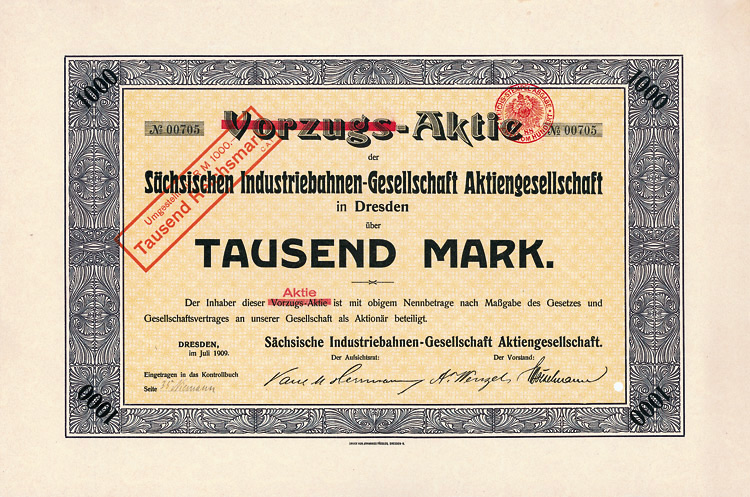 1000
1000
Vorzugs-Aktie
№ 00705
№ 00705
der
Sächsischen Industriebahnen-Gesellschaft Aktiengesellschaft
in Dresden
über
TAUSEND MARK.
Umgestellt RM 1000.-
Tausend Reichsmark
Aktie
Der Inhaber dieser Vorzugs-Aktie ist mit obigem Nennbetrage nach Maßgabe des Gesetzes und
Gesellschaftsvertrages an unserer Gesellschaft als Aktionär beteiligt.
DRESDEN,
im Juli 1909.
Sächsische Industriebahnen-Gesellschaft Aktiengesellschaft.
Der Aufsichtsrat:
Der Vorstand:
Eingetragen in das Kontrollbuch
Seite
1000
1000